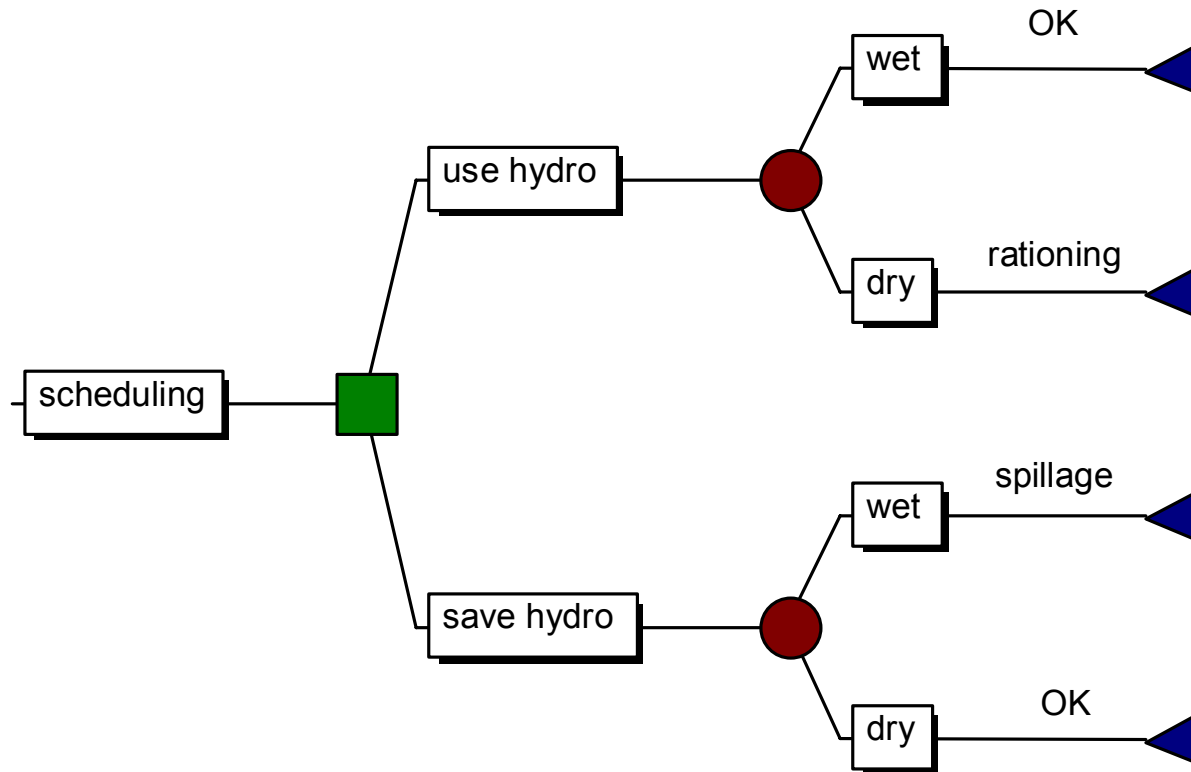 OK
wet
use hydro
rationing
dry
scheduling
spillage
wet
save hydro
OK
dry